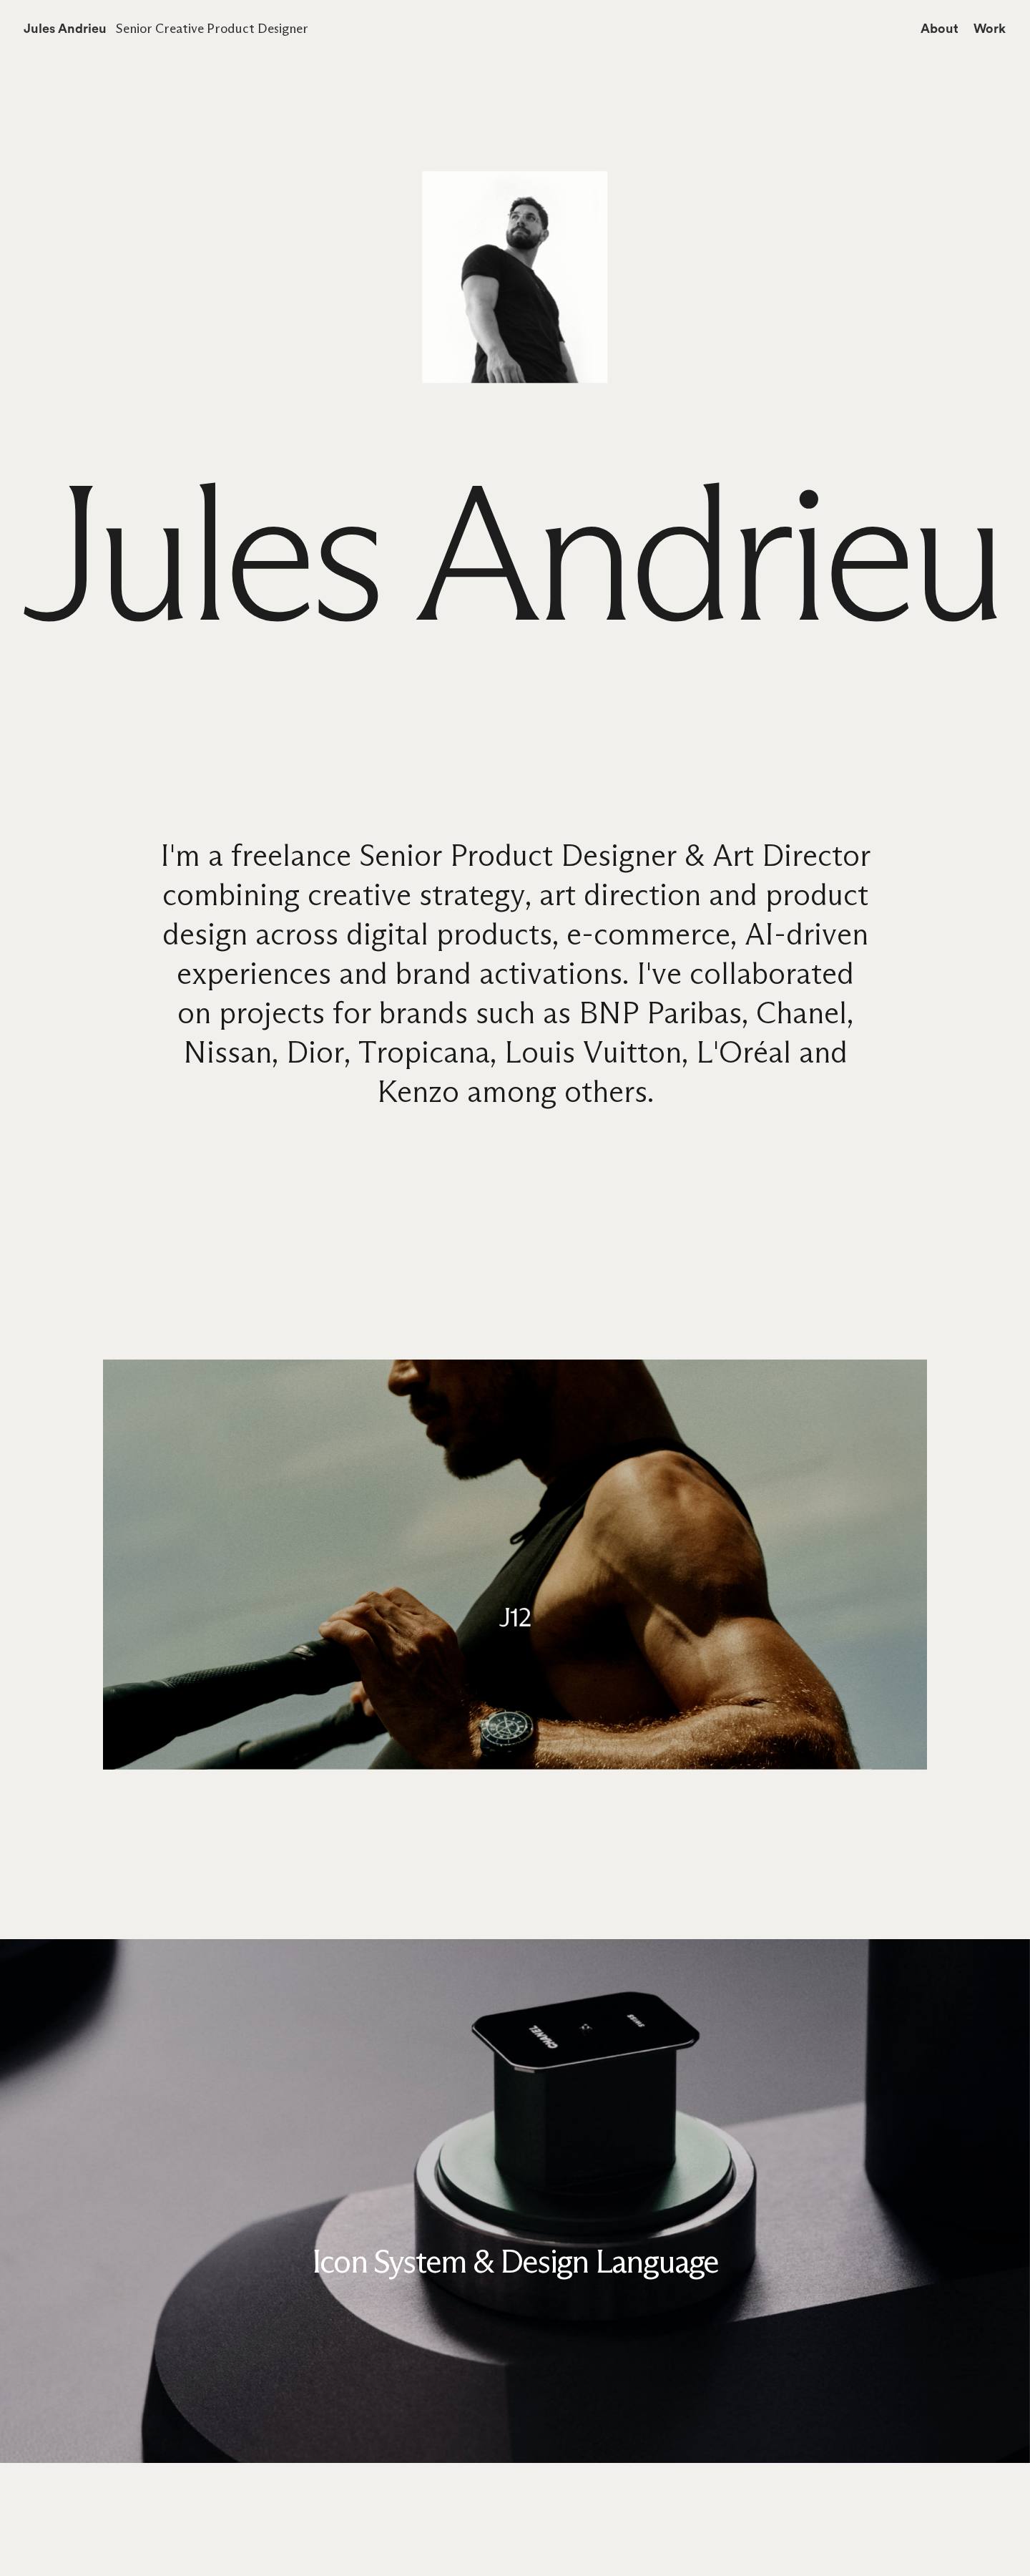 Jules Andrieu Senior Creative Product Designer
About Work
Jules Andrieu
I'm a freelance Senior Product Designer & Art Director
combining creative strategy, art direction and product
design across digital products, e-commerce, AI-driven
experiences and brand activations. I've collaborated
on projects for brands such as BNP Paribas, Chanel,
Nissan, Dior, Tropicana, Louis Vuitton, L'Oréal and
Kenzo among others.
J12
CHANEL
SWISS
Icon System & Design Language